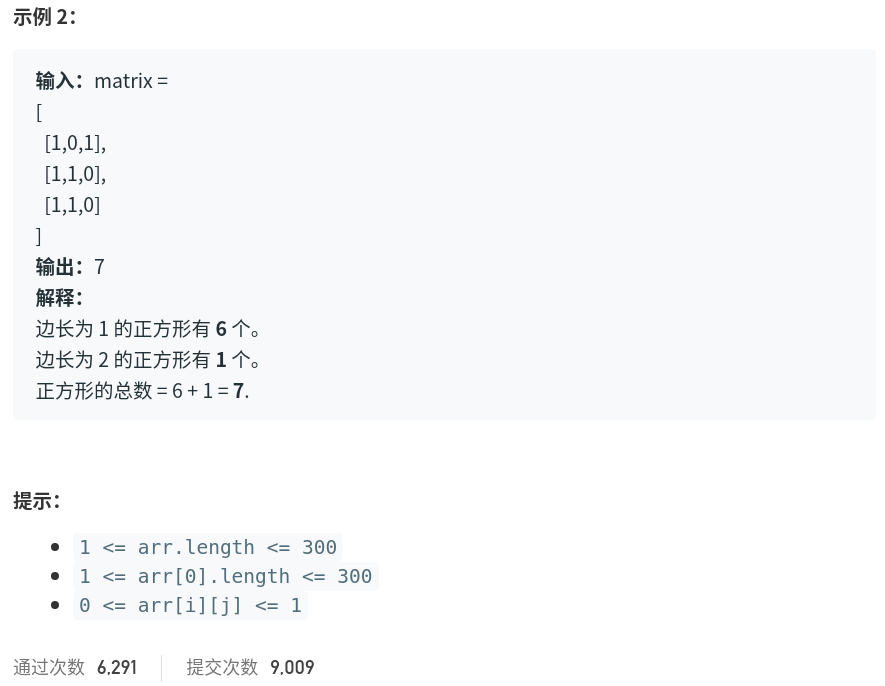 示例 2：
输入：matrix =
[
[1,0,1],
[1,1,0],
[1,1,0]
]
输出：7
解释：
边长为 1 的正方形有 6 个。
边长为 2 的正方形有 1 个。
正方形的总数 = 6 + 1 = 7.
提示：
1 <= arr.length <= 300
1 <= arr[0].length <= 300
0 <= arr[i][j] <= 1
通过次数 6,291 提交次数 9,009